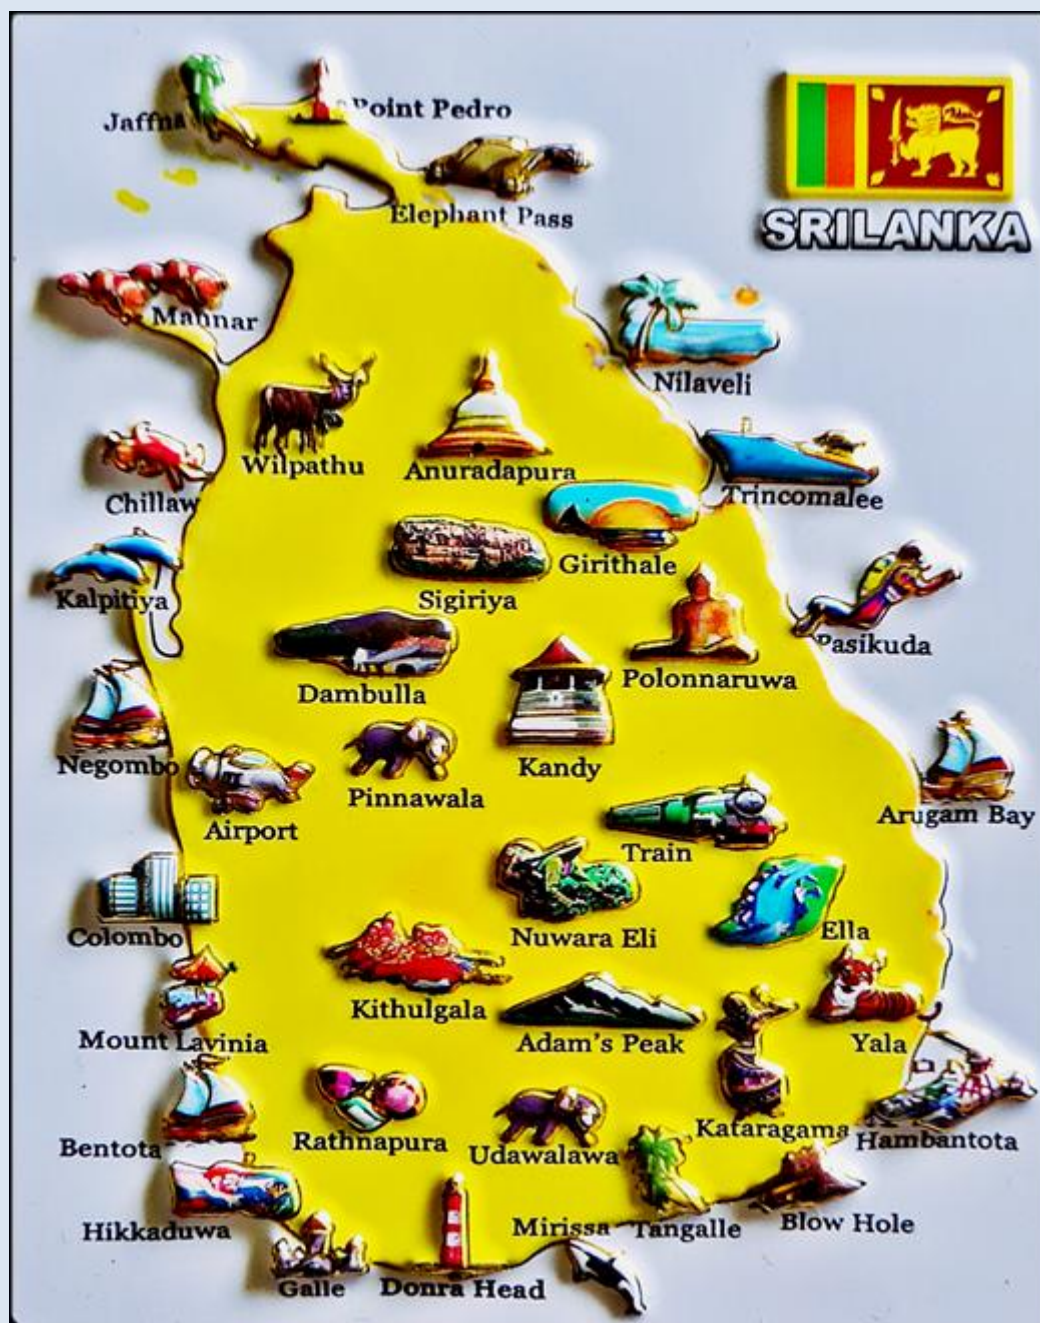 Jaffna
Point Pedro
Elephant Pass
SRILANKA
Mannar
Nilaveli
Wilpathu
Anuradapura
Chillaw
Trincomalee
Girithale
Kalpitiya
Sigiriya
Pasikuda
Dambulla
Polonnaruwa
Negombo
Kandy
Pinnawala
Airport
Arugam Bay
Train
Colombo
Nuwara Eli
Ella
Kithulgala
Mount Lavinia
Adam's Peak
Yala
Bentota
Rathnapura
Udawalawa
Kataragama
Hambantota
Hikkaduwa
Mirissa
Tangalle
Blow Hole
Galle
Donra Head